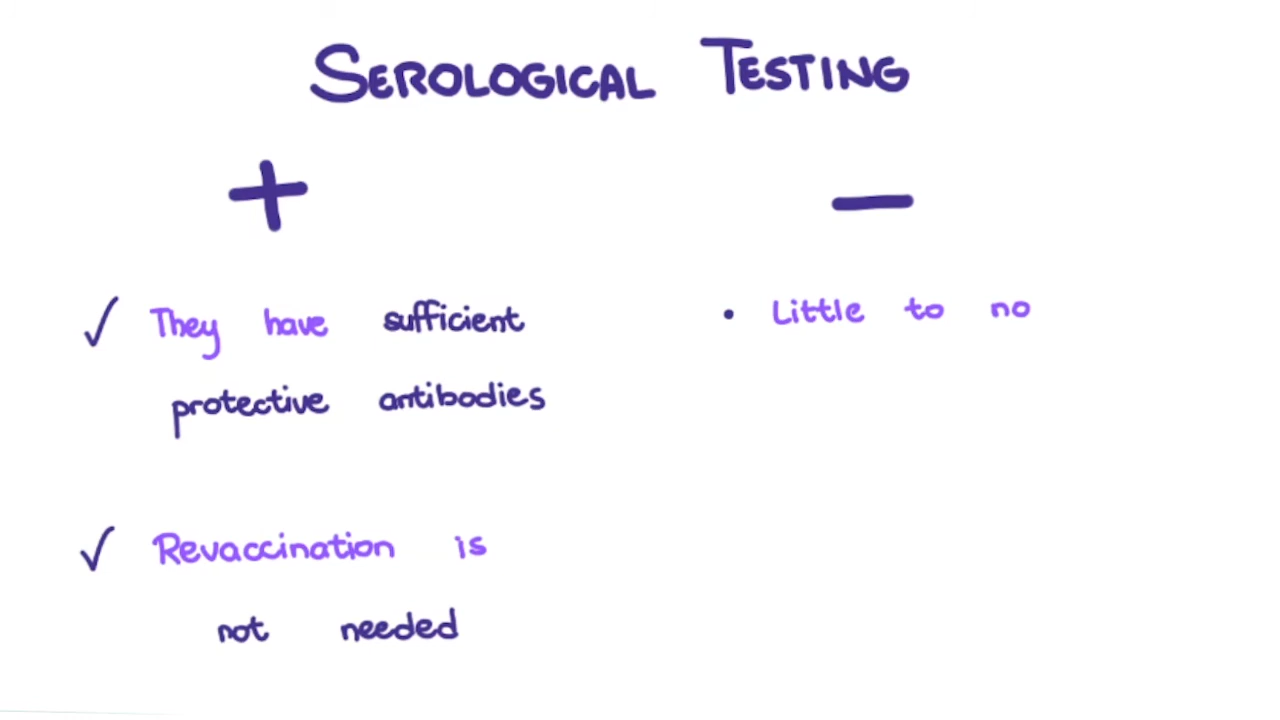 SEROLOGICAL TESTING
+
−
✓ They have sufficient
protective antibodies
✓ Revaccination is
not needed
• Little to no